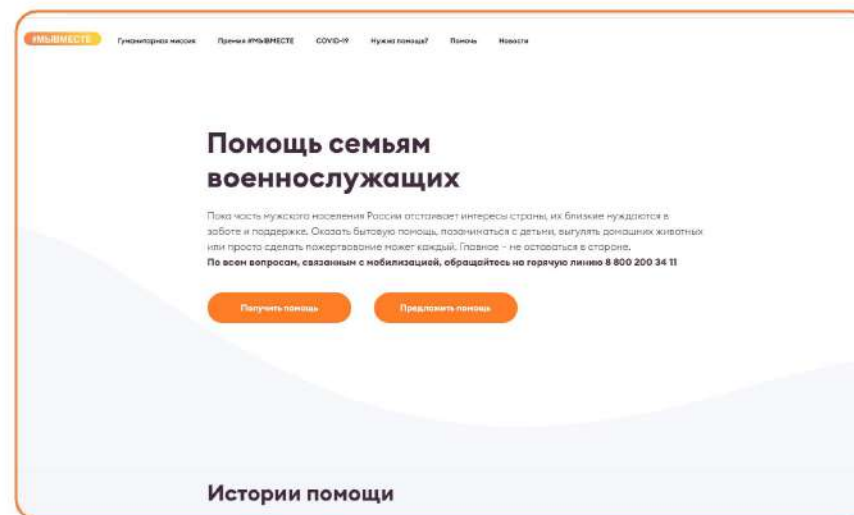 #МЫВМЕСТЕ Гуманитарная миссия Премия #МЫВМЕСТЕ COVID-19 Нужна помощь? Помочь Новости
Помощь семьям
военнослужащих
Пока часть мужского населения России отстаивает интересы страны, их близкие нуждаются в
заботе и поддержке. Оказать бытовую помощь, позаниматься с детьми, выгулять домашних животных
или просто сделать пожертвование может каждый. Главное – не оставаться в стороне.
По всем вопросам, связанным с мобилизацией, обращайтесь на горячую линию 8 800 200 34 11
Получить помощь Предложить помощь
Истории помощи